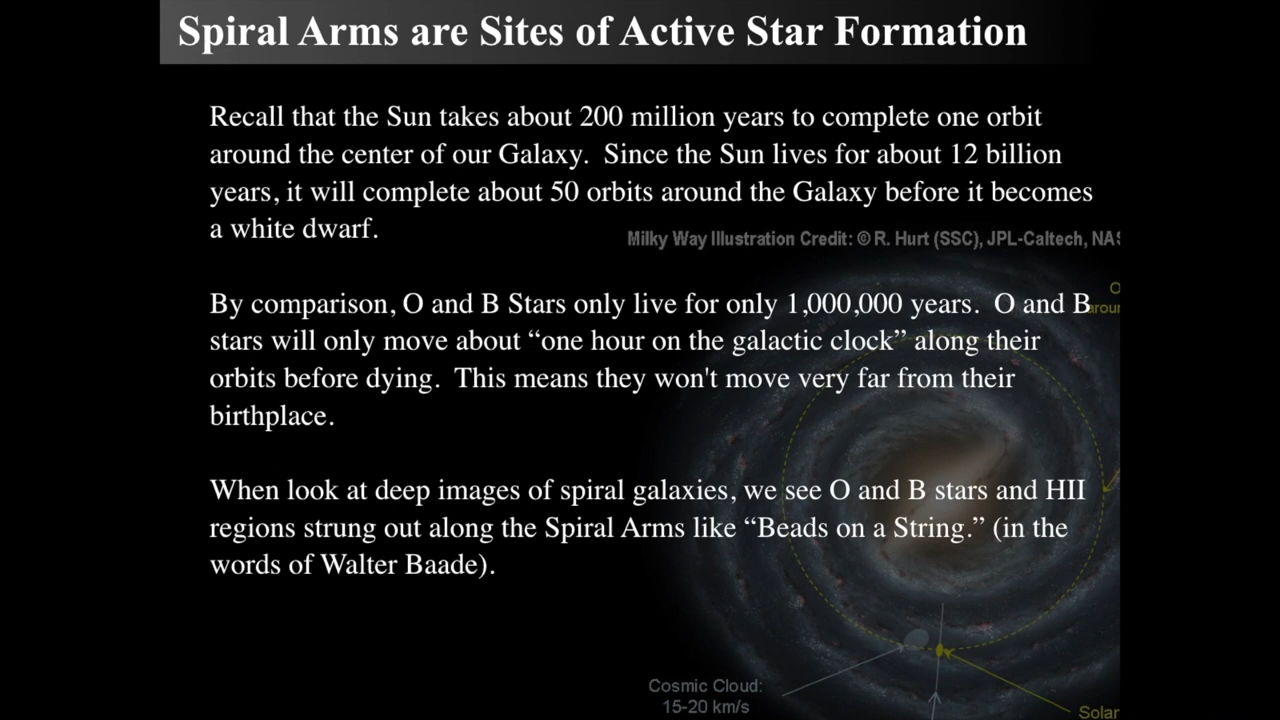 Spiral Arms are Sites of Active Star Formation
Recall that the Sun takes about 200 million years to complete one orbit
around the center of our Galaxy. Since the Sun lives for about 12 billion
years, it will complete about 50 orbits around the Galaxy before it becomes
a white dwarf.
Milky Way Illustration Credit: © R. Hurt (SSC), JPL-Caltech, NAS
By comparison, O and B Stars only live for only 1,000,000 years. O and B
stars will only move about “one hour on the galactic clock” along their
orbits before dying. This means they won't move very far from their
birthplace.
When look at deep images of spiral galaxies, we see O and B stars and HII
regions strung out along the Spiral Arms like “Beads on a String.” (in the
words of Walter Baade).
Cosmic Cloud:
15-20 km/s
Solar